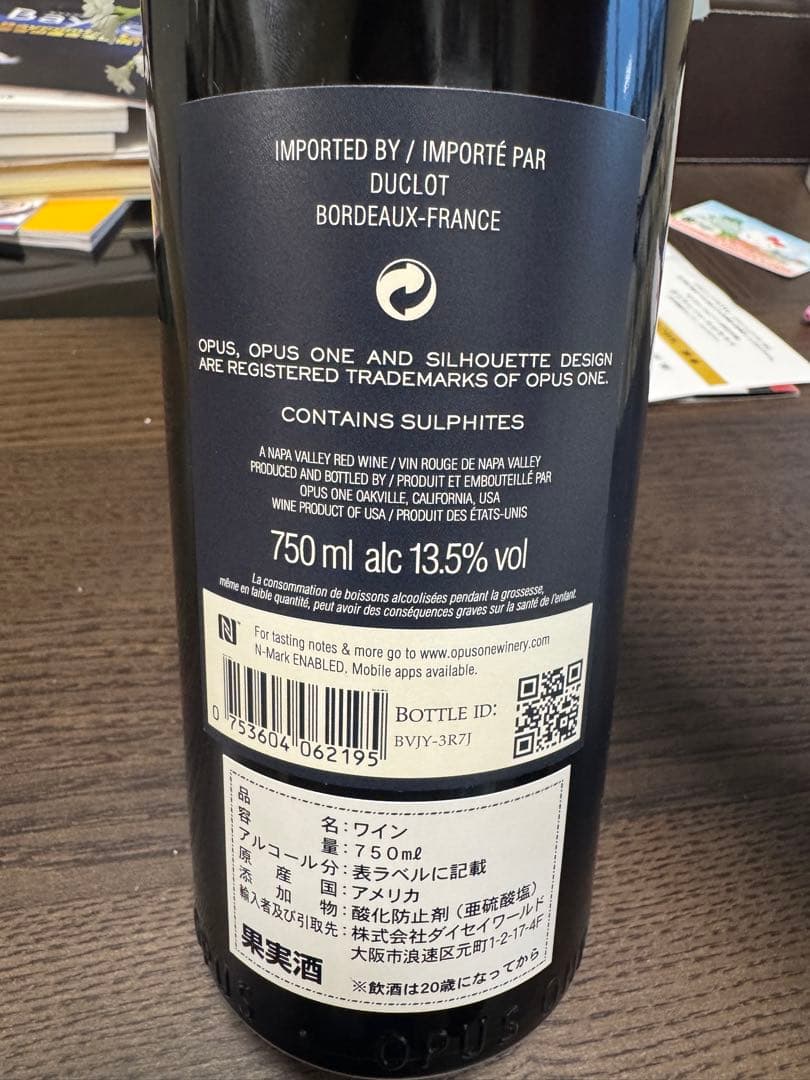 Bay
IMPORTED BY / IMPORTÉ PAR
DUCLOT
BORDEAUX-FRANCE
OPUS, OPUS ONE AND SILHOUETTE DESIGN
ARE REGISTERED TRADEMARKS OF OPUS ONE.
CONTAINS SULPHITES
A NAPA VALLEY RED WINE / VIN ROUGE DE NAPA VALLEY
PRODUCED AND BOTTLED BY / PRODUIT ET EMBOUTEILLÉ PAR
OPUS ONE OAKVILLE, CALIFORNIA, USA
WINE PRODUCT OF USA / PRODUIT DES ÉTATS-UNIS
750 ml alc 13.5% vol
La consommation de boissons alcoolisées pendant la grossesse,
même en faible quantité, peut avoir des conséquences graves sur la santé de l'enfant.
N™ For tasting notes & more go to www.opusonewinery.com
N-Mark ENABLED. Mobile apps available.
BOTTLE ID:
BVJY-3R7J
0 753604 062195
品名:ワイン
容量:750mℓ
アルコール分:表ラベルに記載
原産国:アメリカ
添加物:酸化防止剤(亜硫酸塩)
輸入者及び引取先:株式会社ダイセイワールド
大阪市浪速区元町1-2-17-4F
果実酒
※飲酒は20歳になってから
OPUS ONE